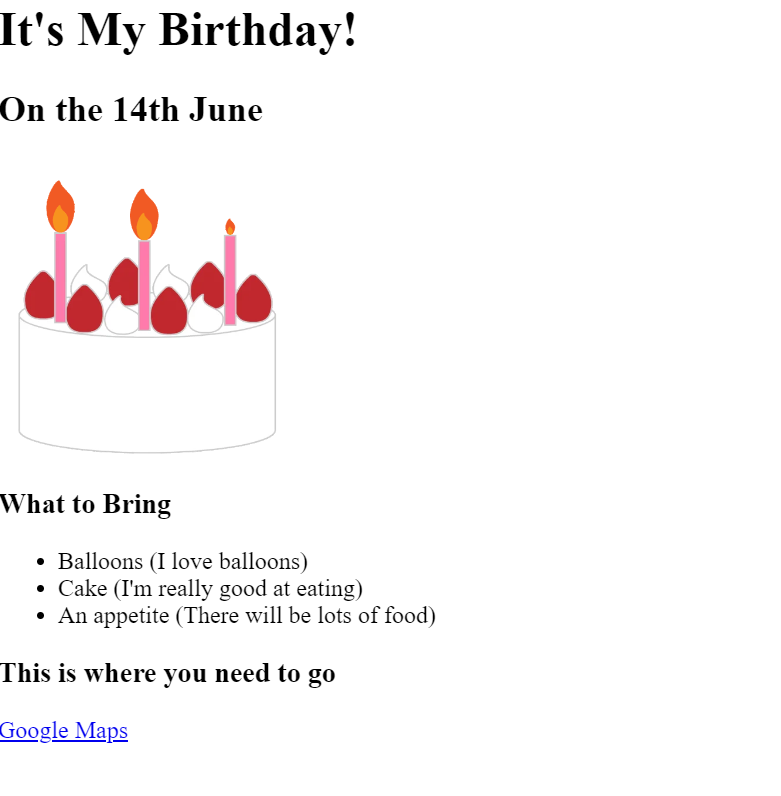 It's My Birthday!
On the 14th June
What to Bring
Balloons (I love balloons)
Cake (I'm really good at eating)
An appetite (There will be lots of food)
This is where you need to go
Google Maps